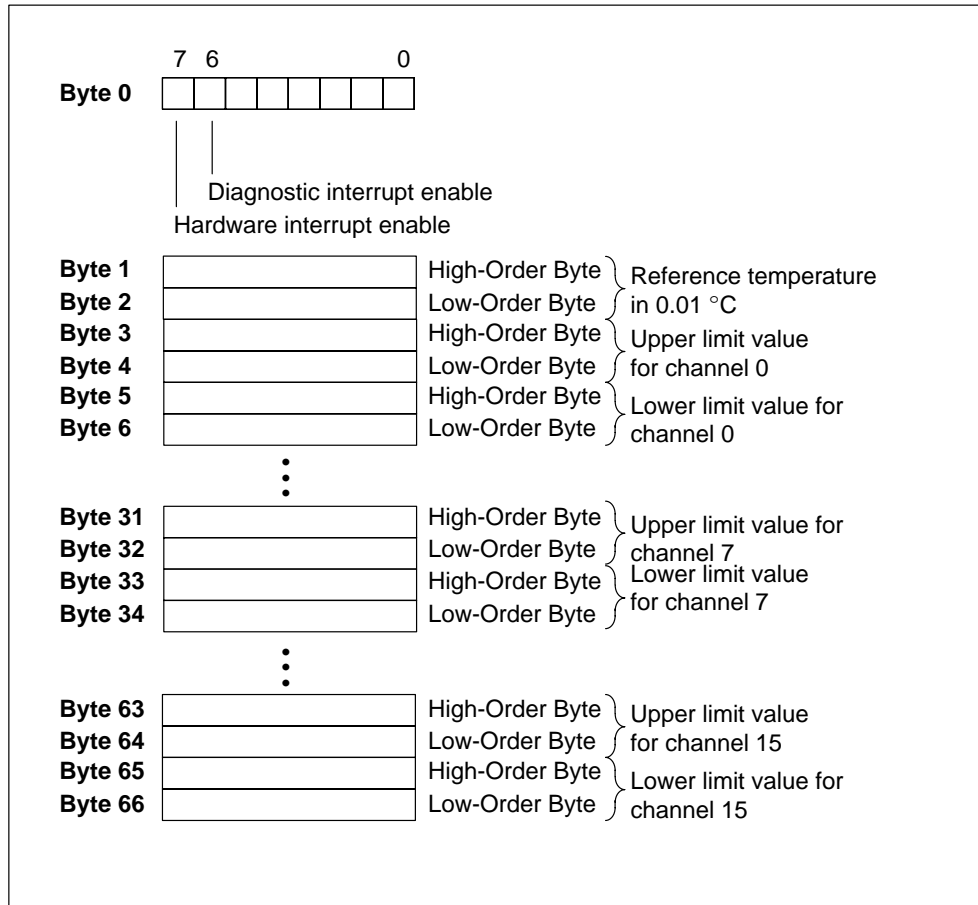 7 6 0
Byte 0
Diagnostic interrupt enable
Hardware interrupt enable
Byte 1 High-Order Byte Reference temperature
Byte 2 Low-Order Byte in 0.01 °C
Byte 3 High-Order Byte Upper limit value
Byte 4 Low-Order Byte for channel 0
Byte 5 High-Order Byte Lower limit value for
Byte 6 Low-Order Byte channel 0
Byte 31 High-Order Byte Upper limit value for
Byte 32 Low-Order Byte channel 7
Byte 33 High-Order Byte Lower limit value
Byte 34 Low-Order Byte for channel 7
Byte 63 High-Order Byte Upper limit value
Byte 64 Low-Order Byte for channel 15
Byte 65 High-Order Byte Lower limit value for
Byte 66 Low-Order Byte channel 15